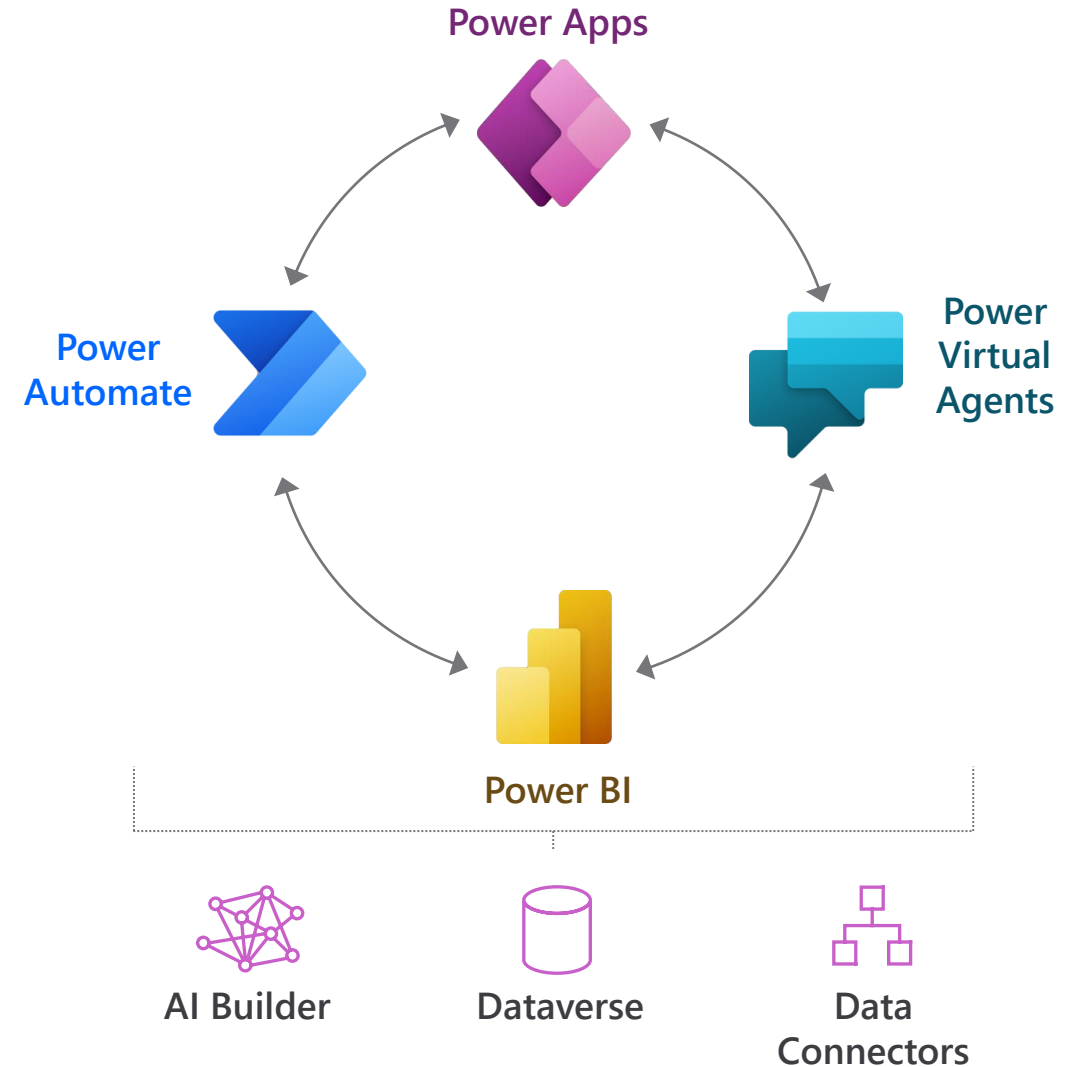 Power Apps
Power
Automate
Power
Virtual
Agents
Power BI
AI Builder
Dataverse
Data
Connectors